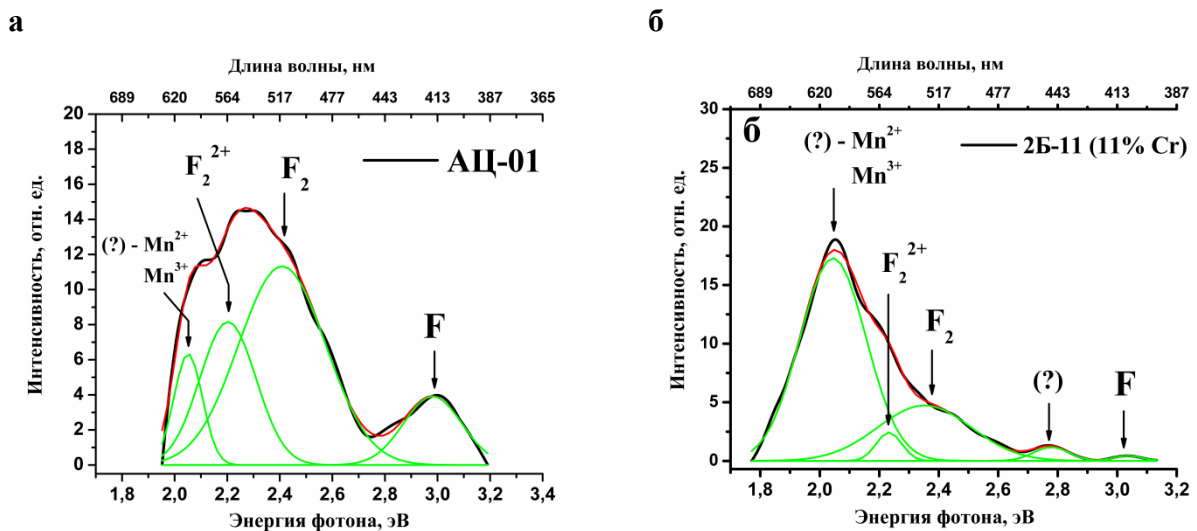 а
Длина волны, нм
689 620 564 517 477 443 413 387 365
Интенсивность, отн. ед.
20
18
16
14
12
10
8
6
4
2
0
АЦ-01
F₂²⁺
F₂
(?) - Mn²⁺
Mn³⁺
F
1,8 2,0 2,2 2,4 2,6 2,8 3,0 3,2 3,4
Энергия фотона, эВ
б
Длина волны, нм
689 620 564 517 477 443 413 387
Интенсивность, отн. ед.
30
25
20
15
10
5
0
б
2Б-11 (11% Cr)
(?) - Mn²⁺
Mn³⁺
F₂²⁺
F₂
(?)
F
1,8 2,0 2,2 2,4 2,6 2,8 3,0 3,2
Энергия фотона, эВ